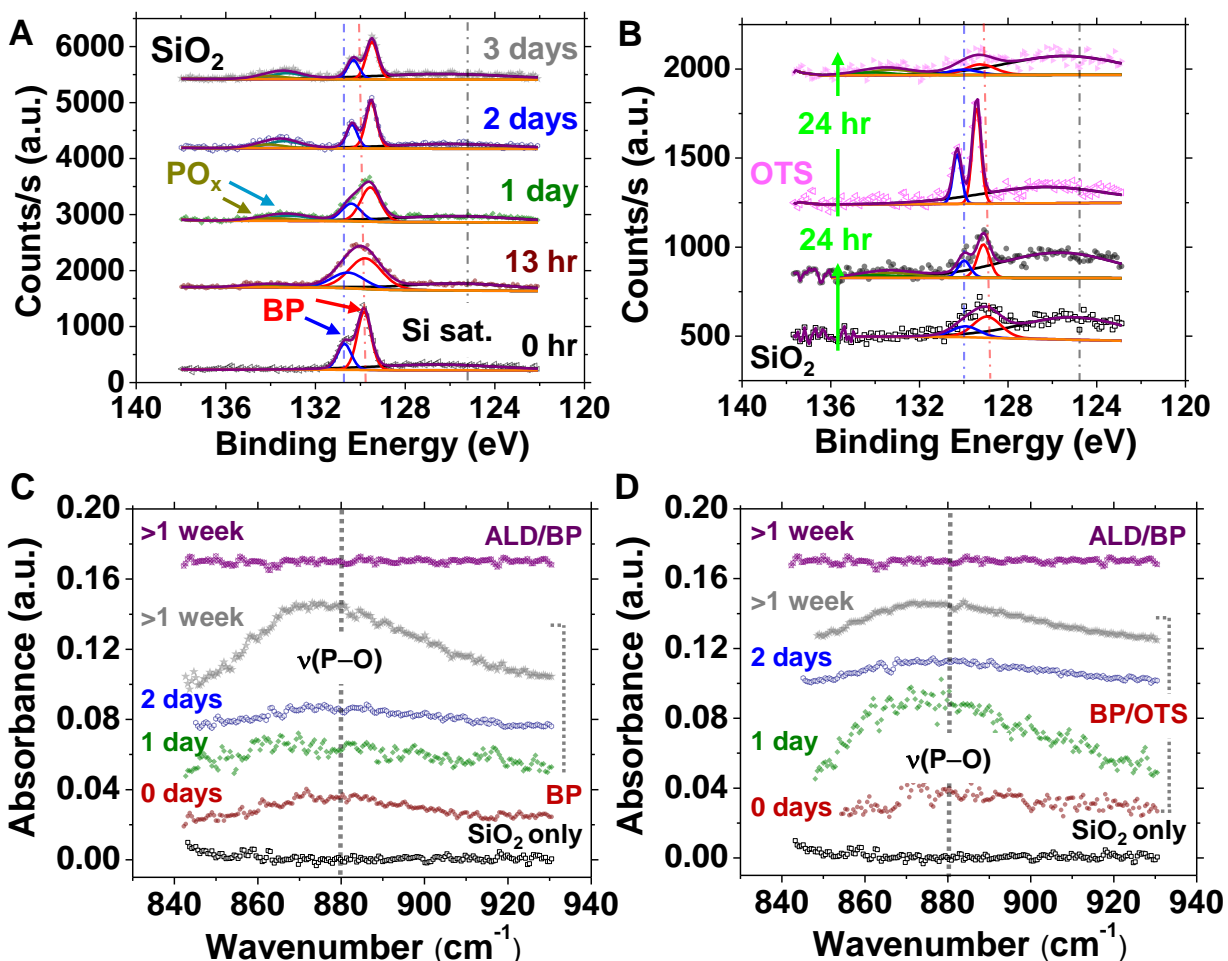 A
SiO2
3 days
2 days
POx
1 day
13 hr
BP
Si sat.
0 hr
6000
5000
4000
3000
2000
1000
0
Counts/s (a.u.)
140 136 132 128 124 120
Binding Energy (eV)
B
24 hr
OTS
24 hr
SiO2
2000
1500
1000
500
Counts/s (a.u.)
140 136 132 128 124 120
Binding Energy (eV)
C
>1 week
ALD/BP
>1 week
ν(P–O)
2 days
1 day
0 days
BP
SiO2 only
0.20
0.16
0.12
0.08
0.04
0.00
Absorbance (a.u.)
840 860 880 900 920 940
Wavenumber (cm-1)
D
>1 week
ALD/BP
>1 week
2 days
BP/OTS
1 day
ν(P–O)
0 days
SiO2 only
0.20
0.16
0.12
0.08
0.04
0.00
Absorbance (a.u.)
840 860 880 900 920 940
Wavenumber (cm-1)